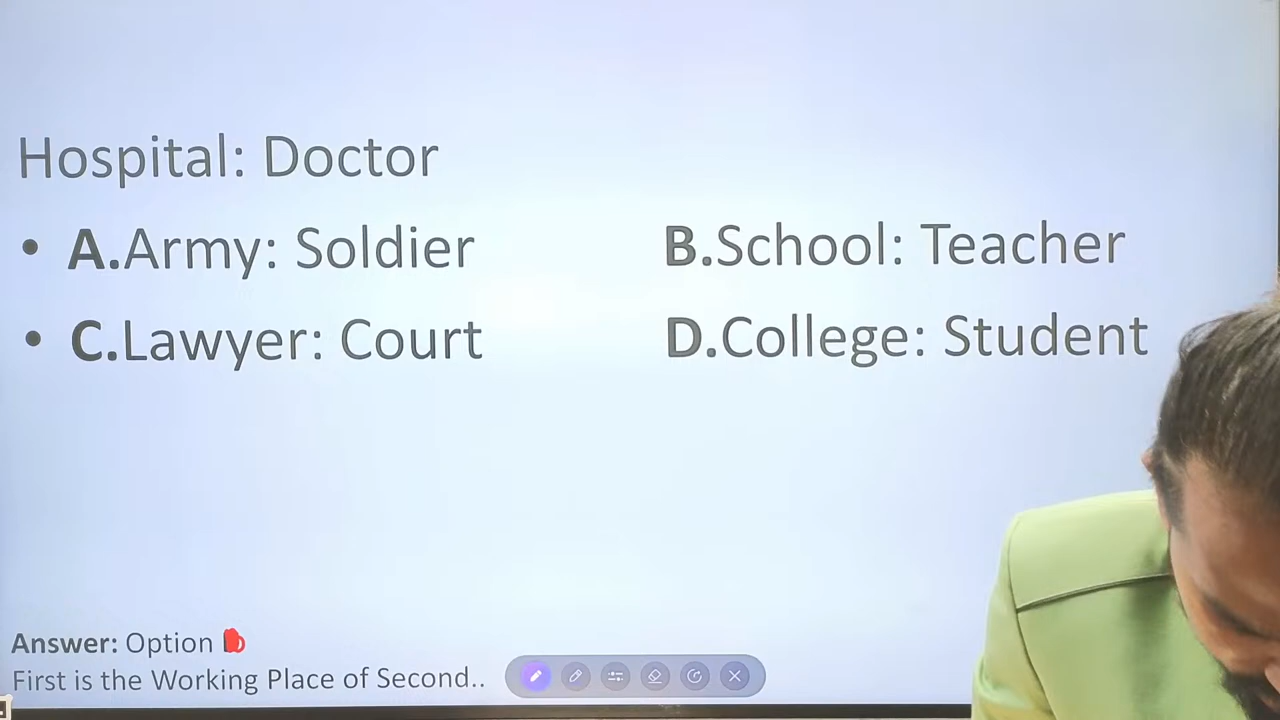 Hospital: Doctor
• A.Army: Soldier B.School: Teacher
• C.Lawyer: Court D.College: Student
Answer: Option
First is the Working Place of Second..